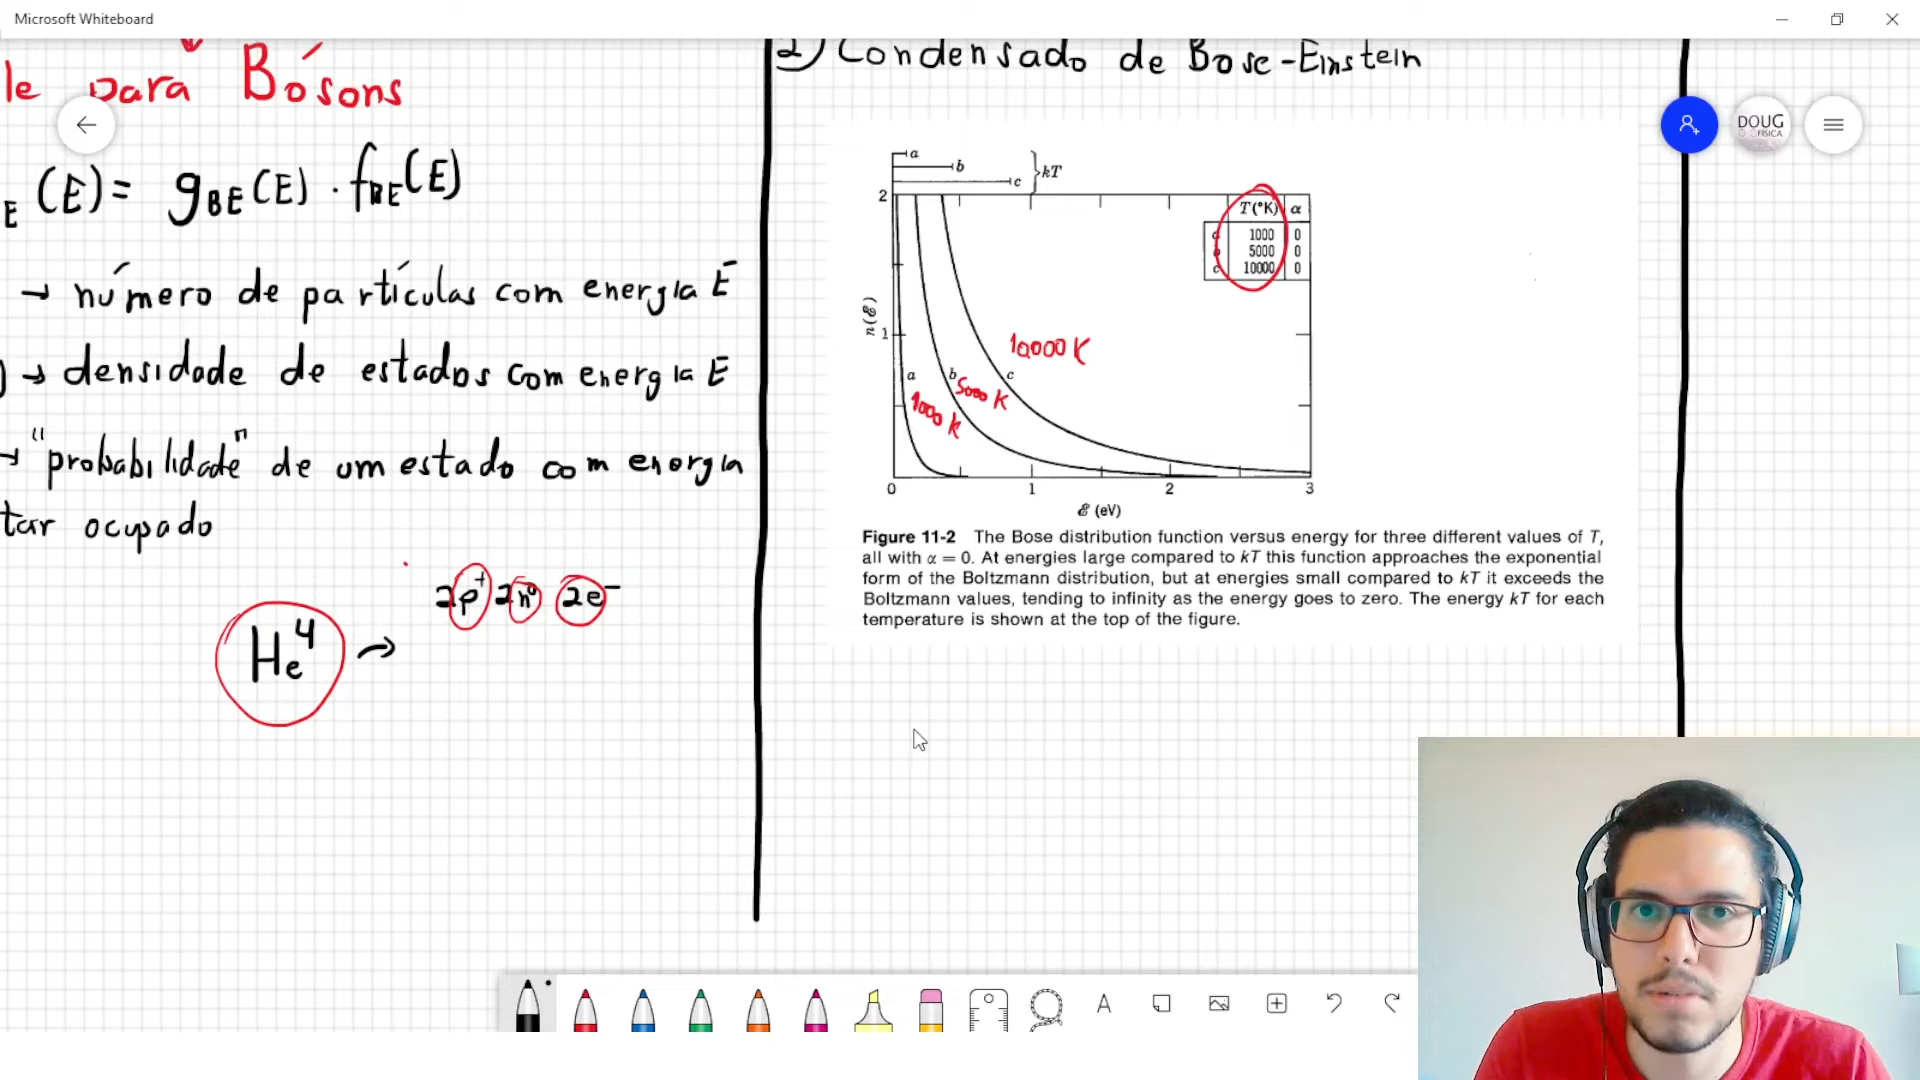 Microsoft Whiteboard
le para Bósons
E (E) = gBE(E) . fBE(E)
→ número de partículas com energia E
) → densidade de estados com energia E
→ "probabilidade" de um estado com energia
tar ocupado
2p+ 2n0 2e-
He4 →
2) Condensado de Bose-Einstein
DOUG
FÍSICA
a
b
c
kT
2
T(°K) α
a 1000 0
b 5000 0
c 10000 0
n(ℰ)
1
10000 K
a b c
5000 K
1000 K
0 1 2 3
ℰ (eV)
Figure 11-2 The Bose distribution function versus energy for three different values of T,
all with α = 0. At energies large compared to kT this function approaches the exponential
form of the Boltzmann distribution, but at energies small compared to kT it exceeds the
Boltzmann values, tending to infinity as the energy goes to zero. The energy kT for each
temperature is shown at the top of the figure.
A